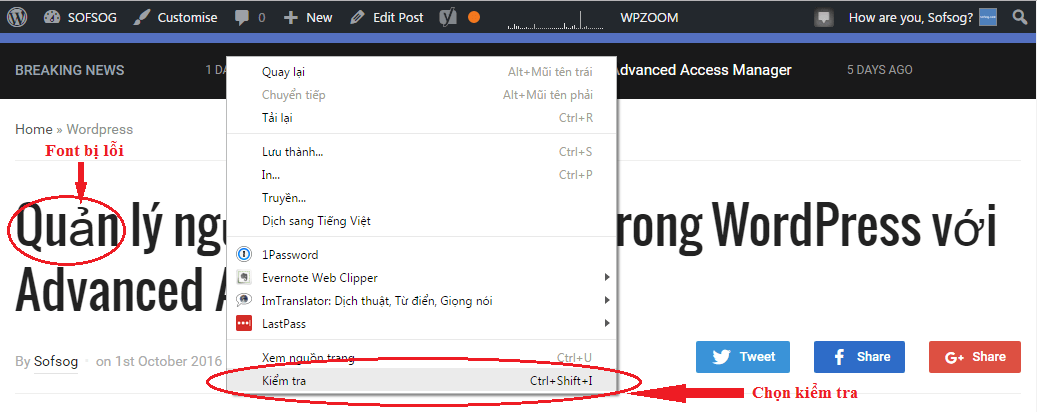 SOFSOG Customise 0 New Edit Post WPZOOM How are you, Sofsog?
BREAKING NEWS 1 DA Advanced Access Manager 5 DAYS AGO
Home » Wordpress
Font bị lỗi
Quản lý ngư rong WordPress với
Advanced A
By Sofsog · on 1st October 2016
Quay lại Alt+Mũi tên trái
Chuyển tiếp Alt+Mũi tên phải
Tải lại Ctrl+R
Lưu thành... Ctrl+S
In... Ctrl+P
Truyền...
Dịch sang Tiếng Việt
1Password
Evernote Web Clipper
ImTranslator: Dịch thuật, Từ điển, Giọng nói
LastPass
Xem nguồn trang Ctrl+U
Kiểm tra Ctrl+Shift+I
Tweet Share Share
Chọn kiểm tra